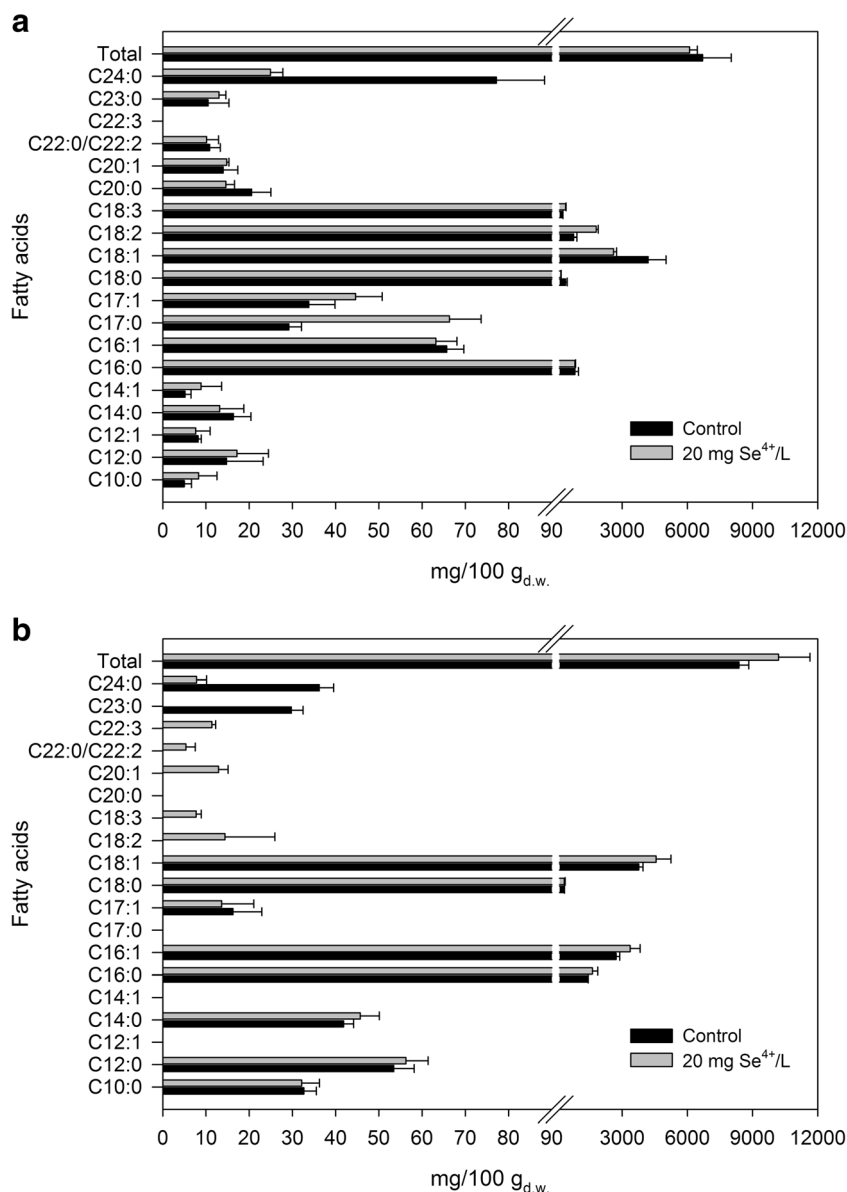 a
Total
C24:0
C23:0
C22:3
C22:0/C22:2
C20:1
C20:0
C18:3
C18:2
C18:1
C18:0
C17:1
C17:0
C16:1
C16:0
C14:1
C14:0
C12:1
C12:0
C10:0
Fatty acids
Control
20 mg Se⁴⁺/L
0 10 20 30 40 50 60 70 80 90 3000 6000 9000 12000
mg/100 g d.w.
b
Total
C24:0
C23:0
C22:3
C22:0/C22:2
C20:1
C20:0
C18:3
C18:2
C18:1
C18:0
C17:1
C17:0
C16:1
C16:0
C14:1
C14:0
C12:1
C12:0
C10:0
Fatty acids
Control
20 mg Se⁴⁺/L
0 10 20 30 40 50 60 70 80 90 3000 6000 9000 12000
mg/100 g d.w.